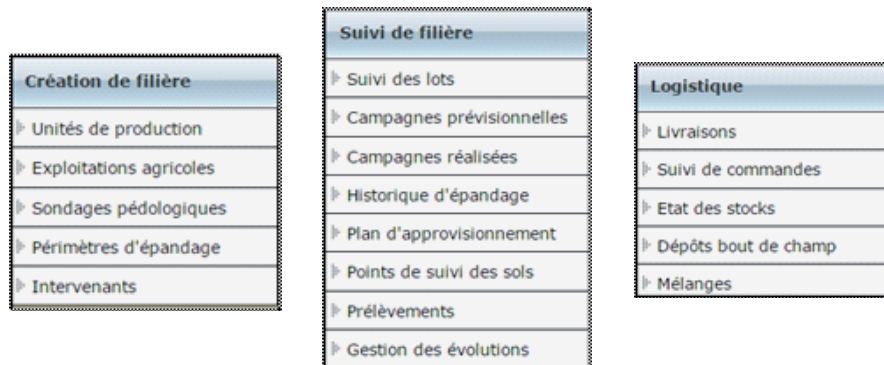 Création de filière
Unités de production
Exploitations agricoles
Sondages pédologiques
Périmètres d'épandage
Intervenants
Suivi de filière
Suivi des lots
Campagnes prévisionnelles
Campagnes réalisées
Historique d'épandage
Plan d'approvisionnement
Points de suivi des sols
Prélèvements
Gestion des évolutions
Logistique
Livraisons
Suivi de commandes
Etat des stocks
Dépôts bout de champ
Mélanges